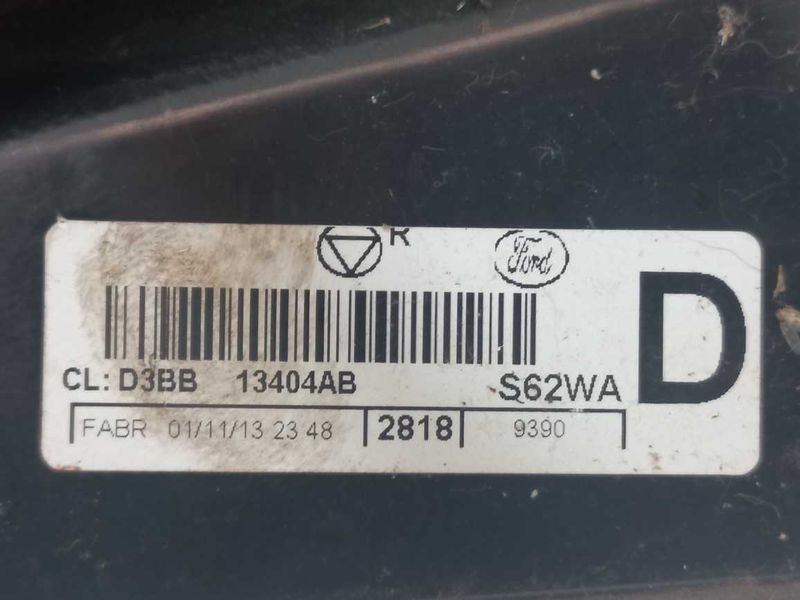 R Ford
D
CL: D3BB 13404AB S62WA
FABR 01/11/13 23 48 2818 9390